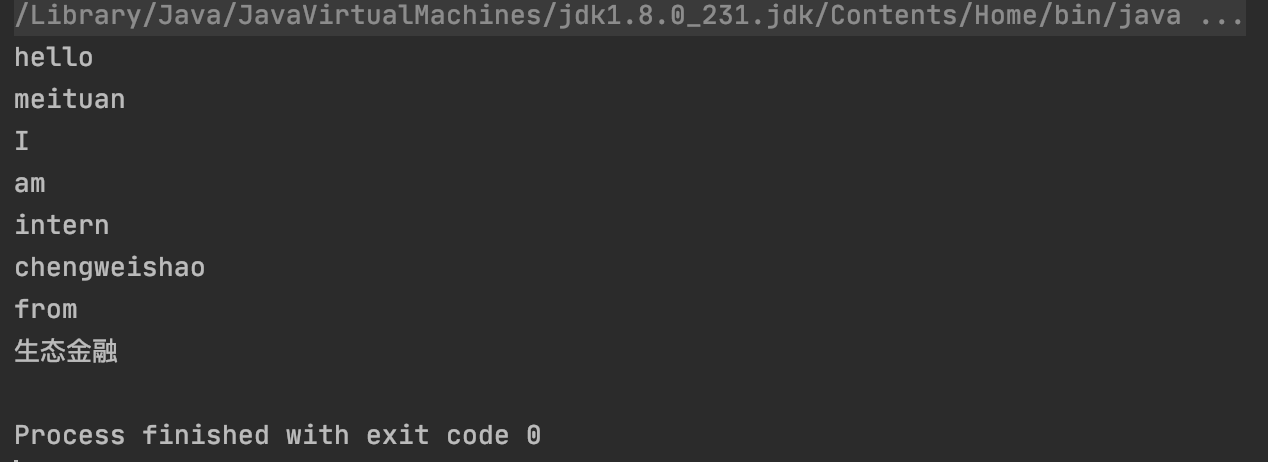 /Library/Java/JavaVirtualMachines/jdk1.8.0_231.jdk/Contents/Home/bin/java ...
hello
meituan
I
am
intern
chengweishao
from
生态金融
Process finished with exit code 0